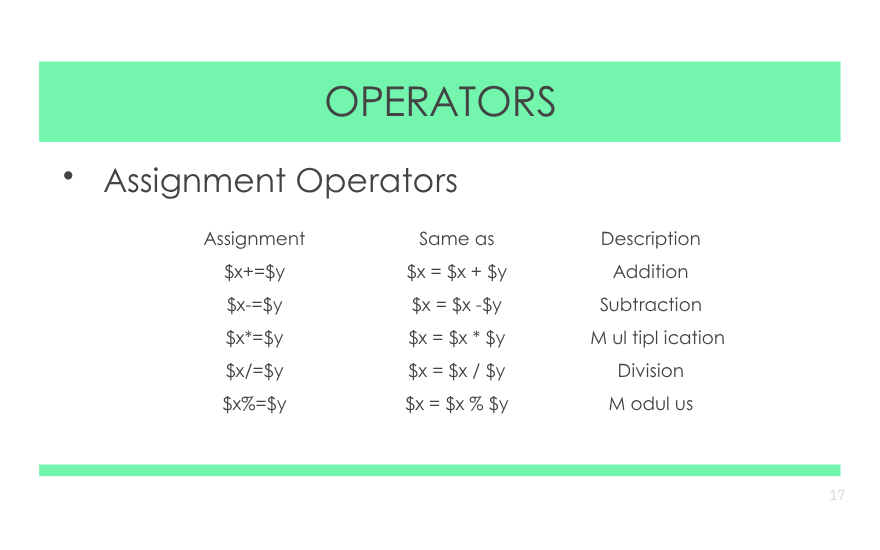 OPERATORS
• Assignment Operators
Assignment Same as Description
$x+=$y $x = $x + $y Addition
$x-=$y $x = $x -$y Subtraction
$x*=$y $x = $x * $y M ul tipl ication
$x/=$y $x = $x / $y Division
$x%=$y $x = $x % $y M odul us
17